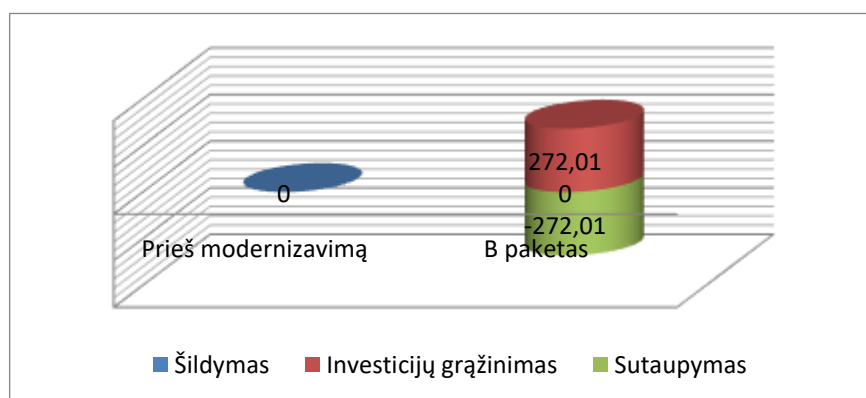 272,01
0
0
-272,01
Prieš modernizavimą
B paketas
Šildymas
Investicijų grąžinimas
Sutaupymas